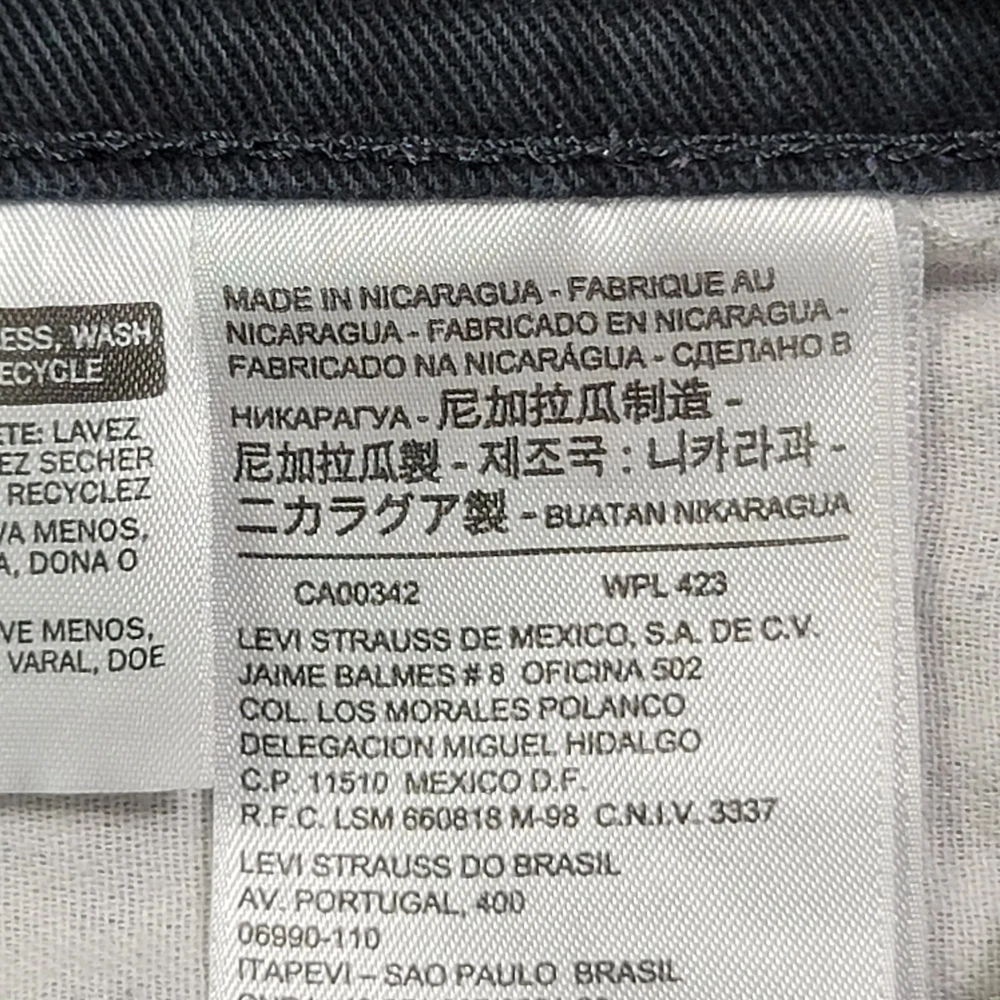 ESS, WASH
ECYCLE
ETE: LAVEZ
EZ SECHER
RECYCLEZ
VA MENOS,
A, DONA O
VE MENOS,
VARAL, DOE
MADE IN NICARAGUA - FABRIQUE AU
NICARAGUA - FABRICADO EN NICARAGUA -
FABRICADO NA NICARÁGUA - СДЕЛАНО В
НИКАРАГУА - 尼加拉瓜制造 -
尼加拉瓜製 - 제조국 : 니카라과 -
ニカラグア製 - BUATAN NIKARAGUA
CA00342 WPL 423
LEVI STRAUSS DE MEXICO, S.A. DE C.V.
JAIME BALMES # 8 OFICINA 502
COL. LOS MORALES POLANCO
DELEGACION MIGUEL HIDALGO
C.P. 11510 MEXICO D.F.
R.F.C. LSM 660818 M-98 C.N.I.V. 3337
LEVI STRAUSS DO BRASIL
AV. PORTUGAL, 400
06990-110
ITAPEVI – SAO PAULO BRASIL